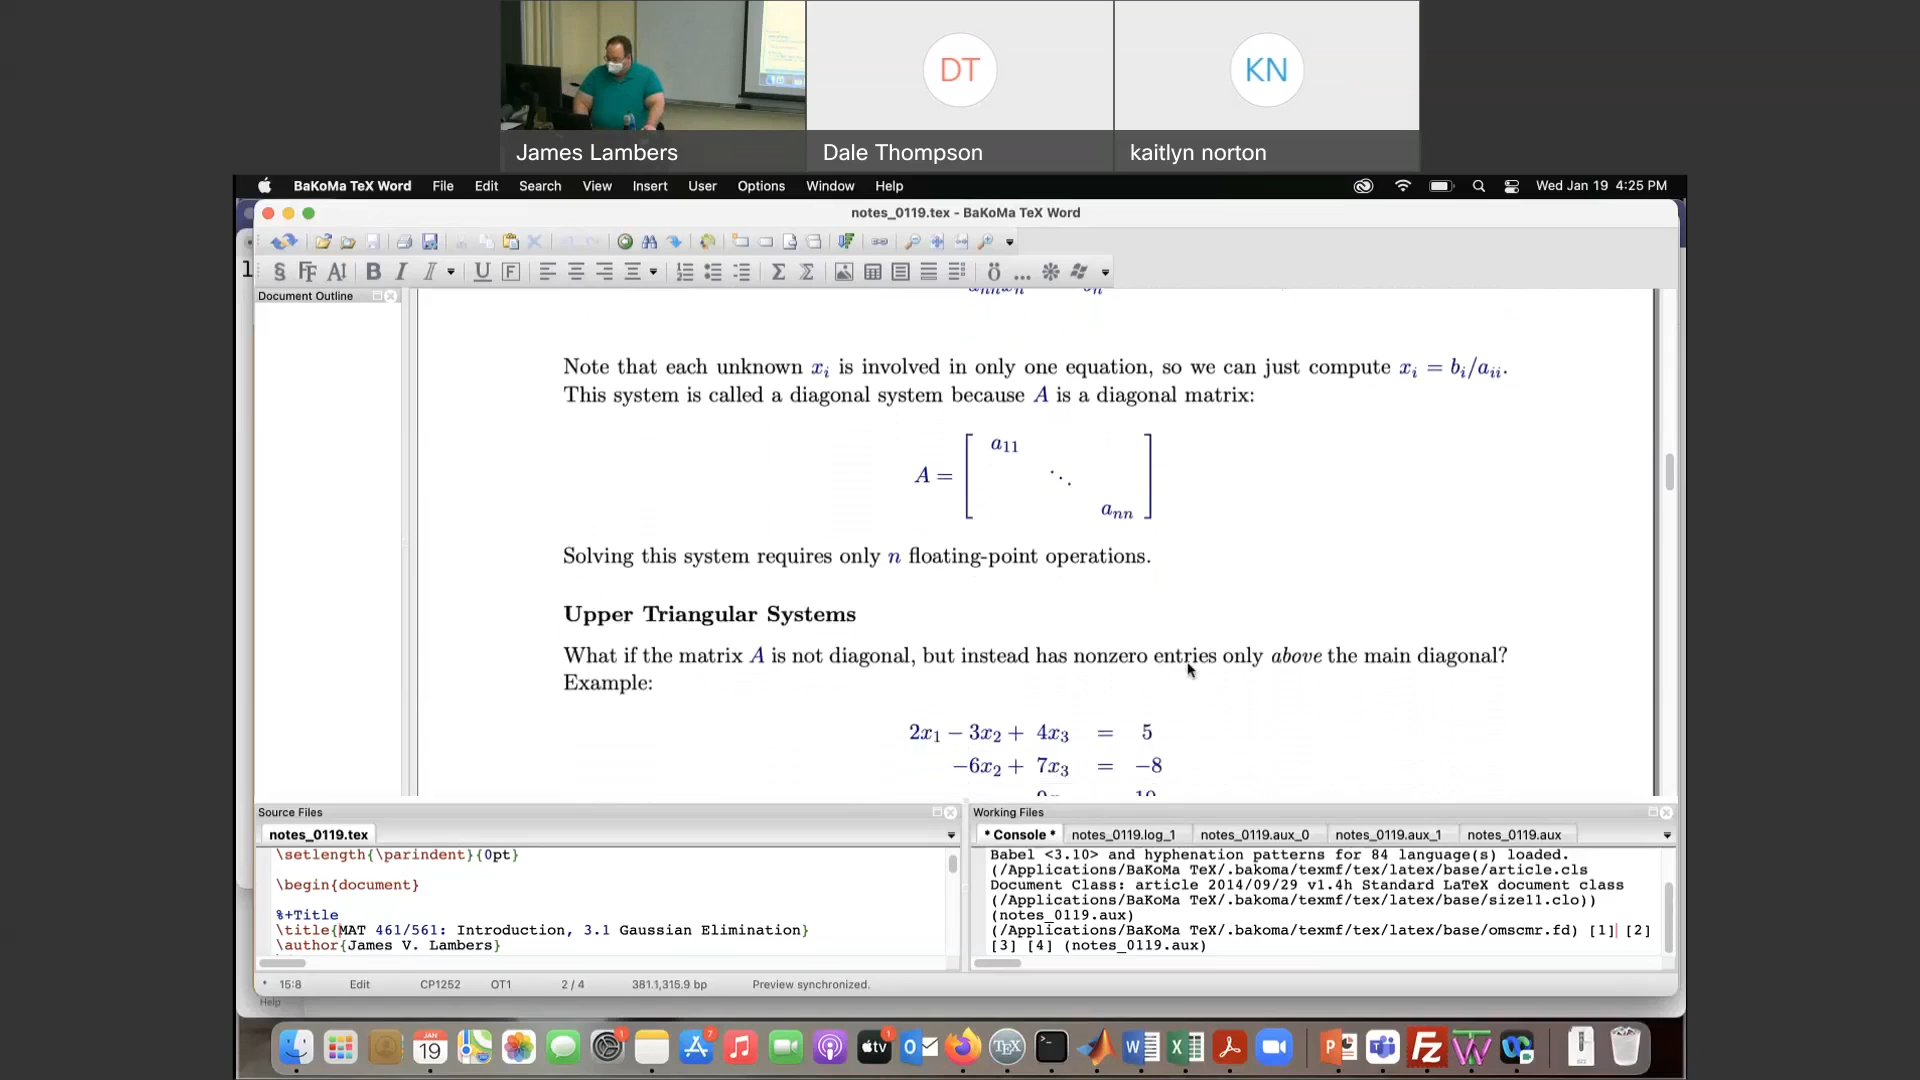 DT
KN
James Lambers
Dale Thompson
kaitlyn norton
BaKoMa TeX Word File Edit Search View Insert User Options Window Help Wed Jan 19 4:25 PM
notes_0119.tex - BaKoMa TeX Word
Document Outline
Note that each unknown x_i is involved in only one equation, so we can just compute x_i = b_i/a_ii.
This system is called a diagonal system because A is a diagonal matrix:
a_11
A = ⋱
a_nn
Solving this system requires only n floating-point operations.
Upper Triangular Systems
What if the matrix A is not diagonal, but instead has nonzero entries only above the main diagonal?
Example:
2x_1 − 3x_2 + 4x_3 = 5
−6x_2 + 7x_3 = −8
Source Files
notes_0119.tex
\setlength{\parindent}{0pt}
\begin{document}
%+Title
\title{MAT 461/561: Introduction, 3.1 Gaussian Elimination}
\author{James V. Lambers}
Working Files
* Console * notes_0119.log_1 notes_0119.aux_0 notes_0119.aux_1 notes_0119.aux
Babel <3.10> and hyphenation patterns for 84 language(s) loaded.
(/Applications/BaKoMa TeX/.bakoma/texmf/tex/latex/base/article.cls
Document Class: article 2014/09/29 v1.4h Standard LaTeX document class
(/Applications/BaKoMa TeX/.bakoma/texmf/tex/latex/base/size11.clo))
(notes_0119.aux)
(/Applications/BaKoMa TeX/.bakoma/texmf/tex/latex/base/omscmr.fd) [1] [2]
[3] [4] (notes_0119.aux)
* 15:8 Edit CP1252 OT1 2 / 4 381.1,315.9 bp Preview synchronized.
Help
JAN
19
tv
TEX